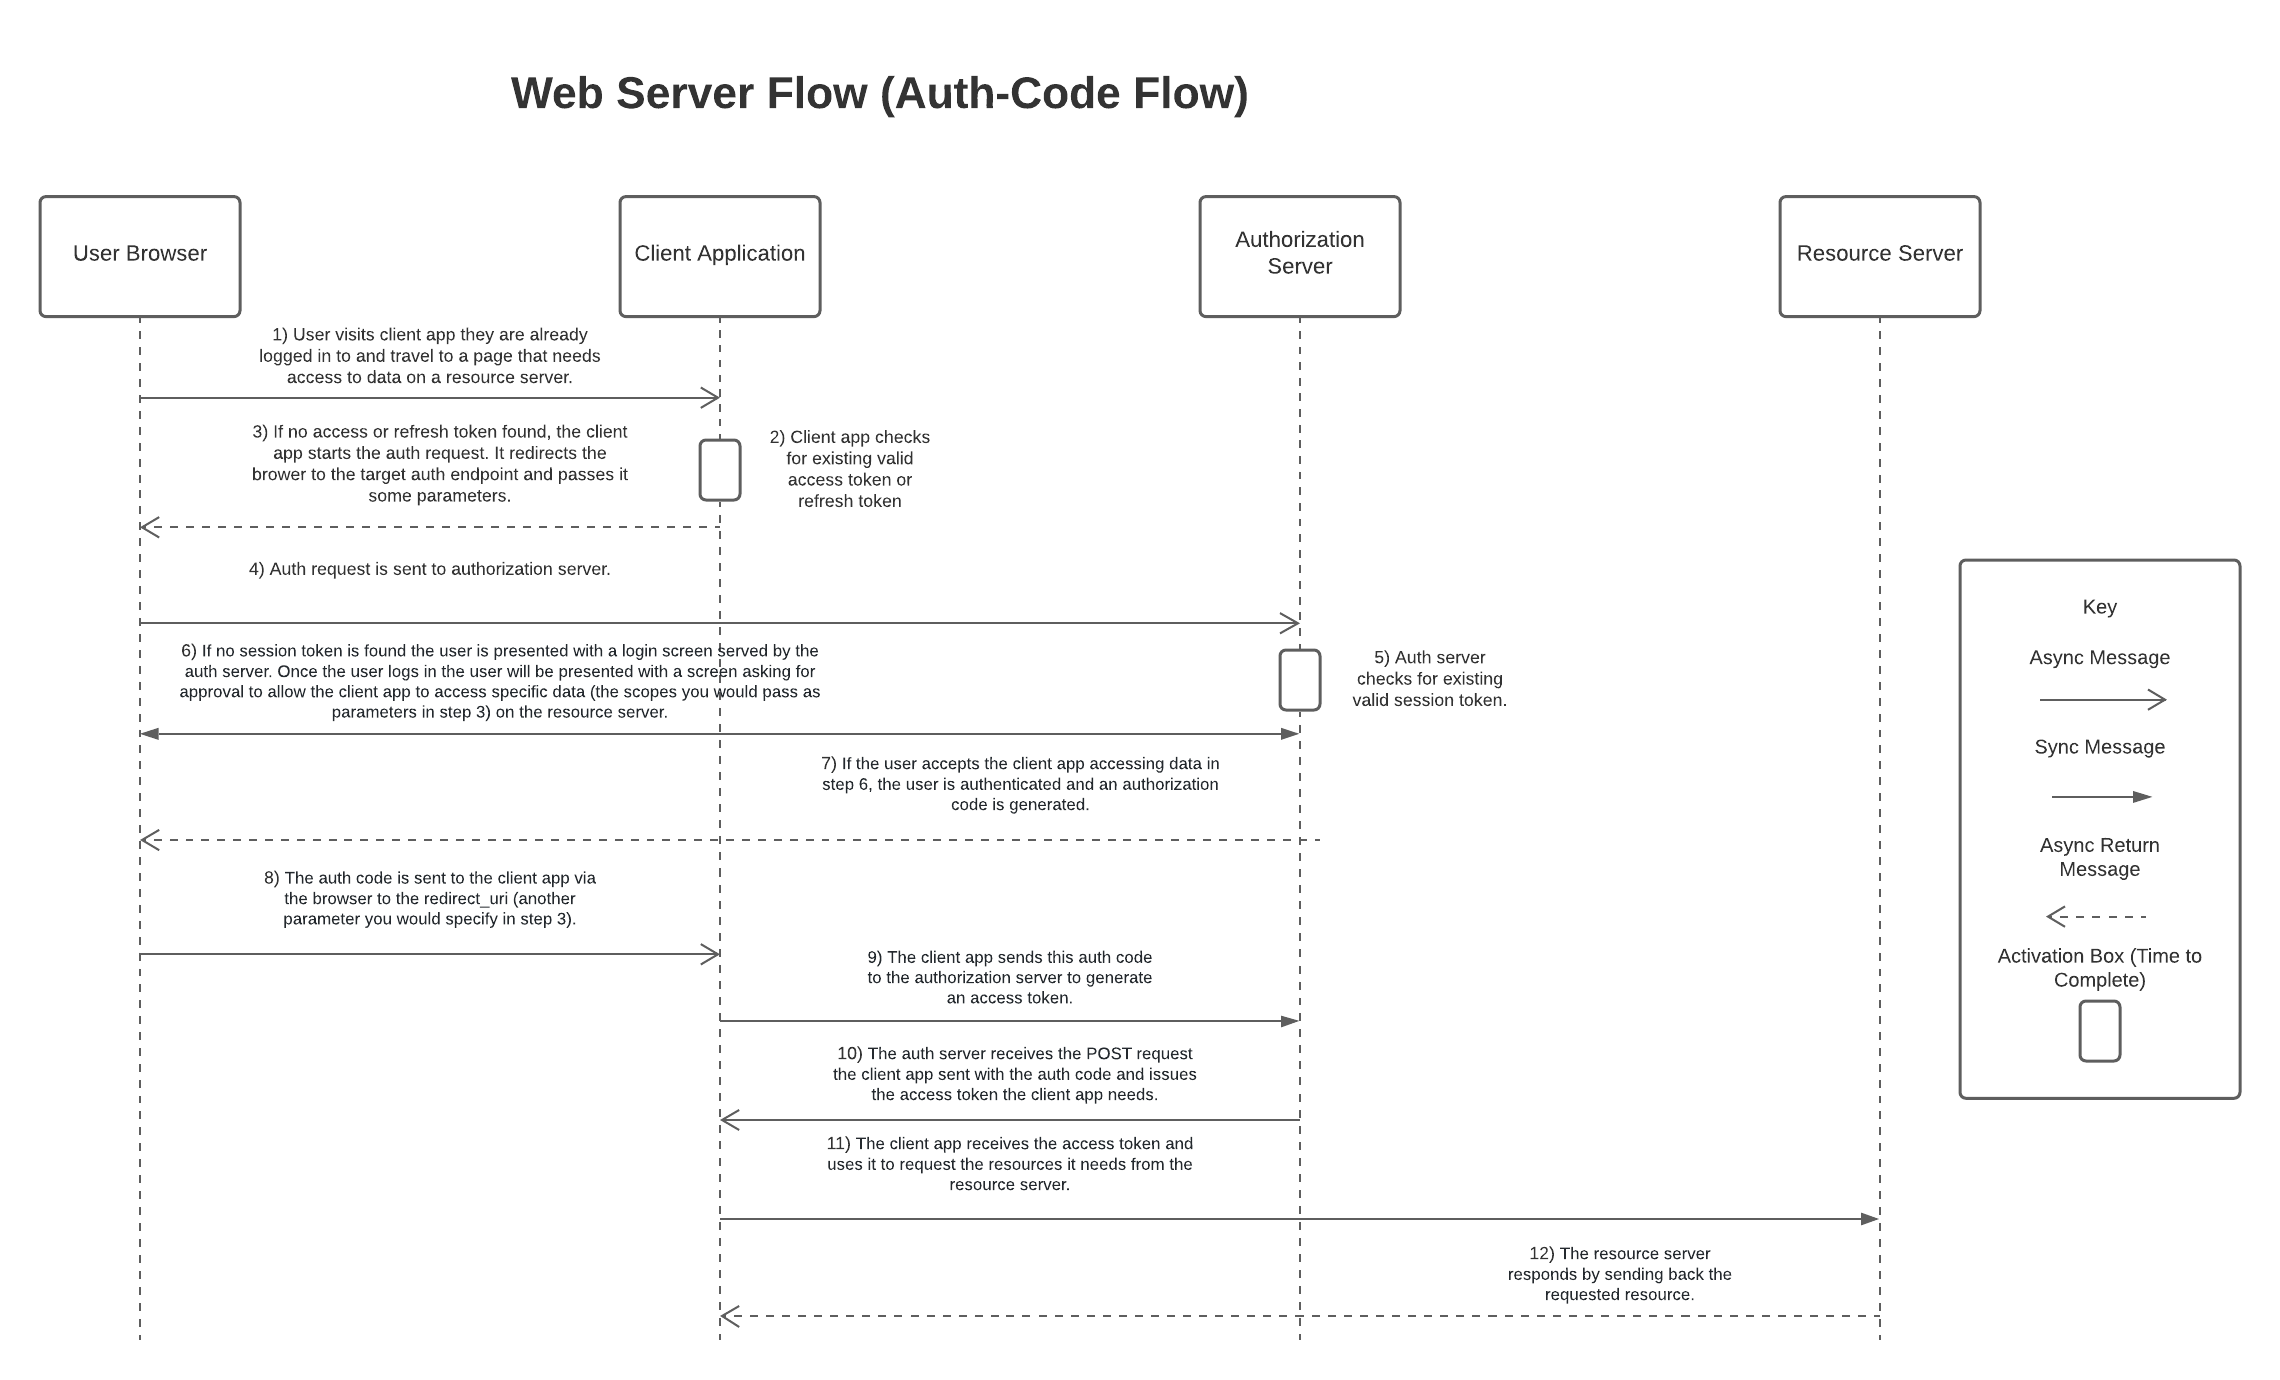 Web Server Flow (Auth-Code Flow)
User Browser
Client Application
Authorization
Server
Resource Server
1) User visits client app they are already
logged in to and travel to a page that needs
access to data on a resource server.
2) Client app checks
for existing valid
access token or
refresh token
3) If no access or refresh token found, the client
app starts the auth request. It redirects the
brower to the target auth endpoint and passes it
some parameters.
4) Auth request is sent to authorization server.
5) Auth server
checks for existing
valid session token.
6) If no session token is found the user is presented with a login screen served by the
auth server. Once the user logs in the user will be presented with a screen asking for
approval to allow the client app to access specific data (the scopes you would pass as
parameters in step 3) on the resource server.
7) If the user accepts the client app accessing data in
step 6, the user is authenticated and an authorization
code is generated.
8) The auth code is sent to the client app via
the browser to the redirect_uri (another
parameter you would specify in step 3).
9) The client app sends this auth code
to the authorization server to generate
an access token.
10) The auth server receives the POST request
the client app sent with the auth code and issues
the access token the client app needs.
11) The client app receives the access token and
uses it to request the resources it needs from the
resource server.
12) The resource server
responds by sending back the
requested resource.
Key
Async Message
Sync Message
Async Return
Message
Activation Box (Time to
Complete)